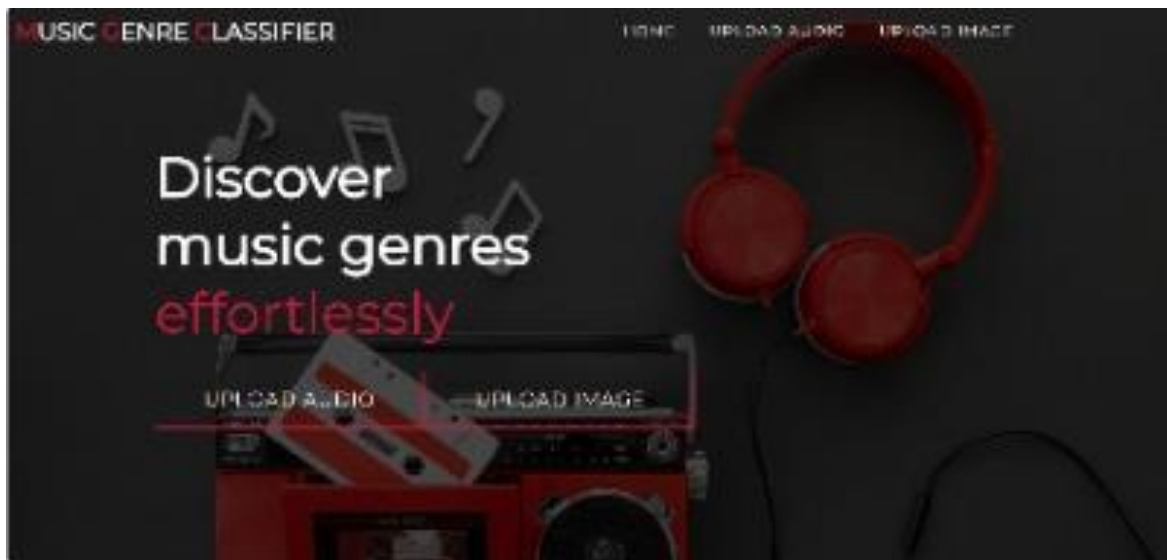 MUSIC GENRE CLASSIFIER
HOME UPLOAD AUDIO UPLOAD IMAGE
Discover
music genres
effortlessly
UPLOAD AUDIO UPLOAD IMAGE